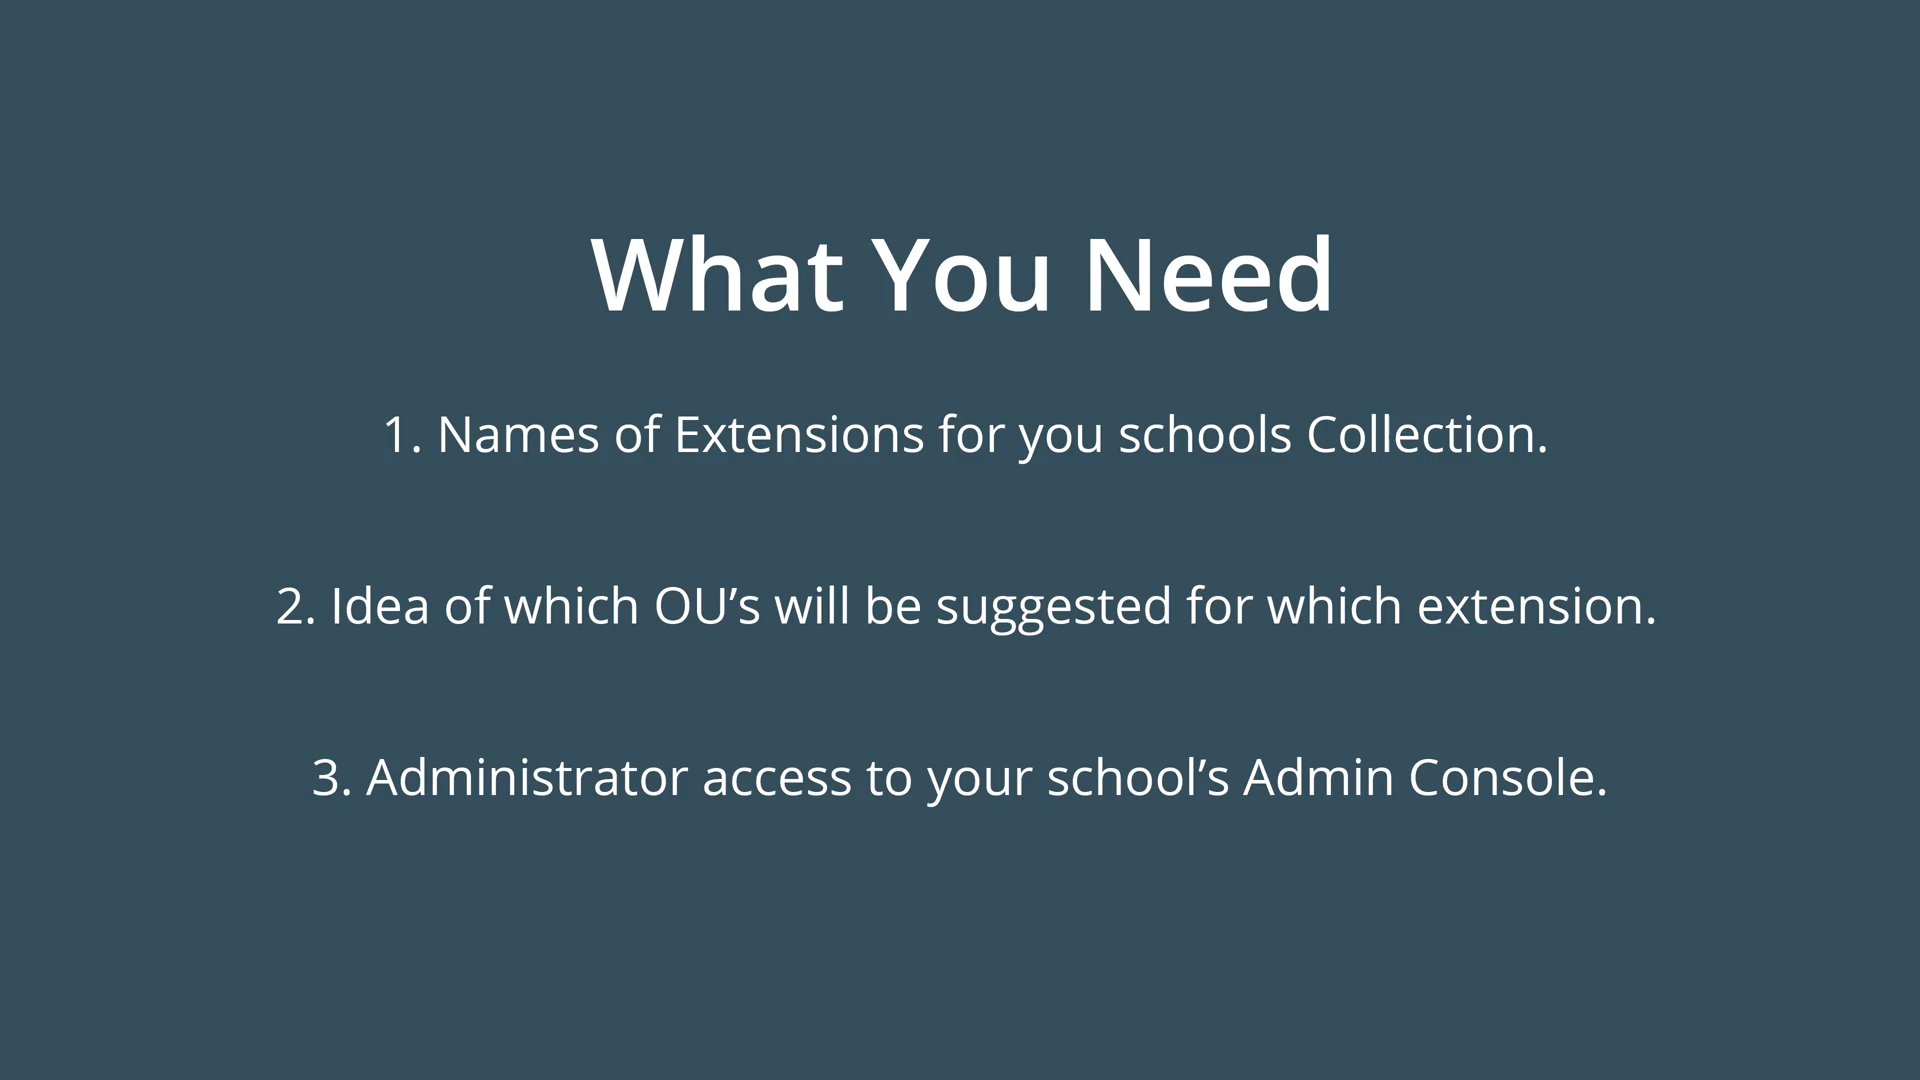 What You Need
1. Names of Extensions for you schools Collection.
2. Idea of which OU’s will be suggested for which extension.
3. Administrator access to your school’s Admin Console.